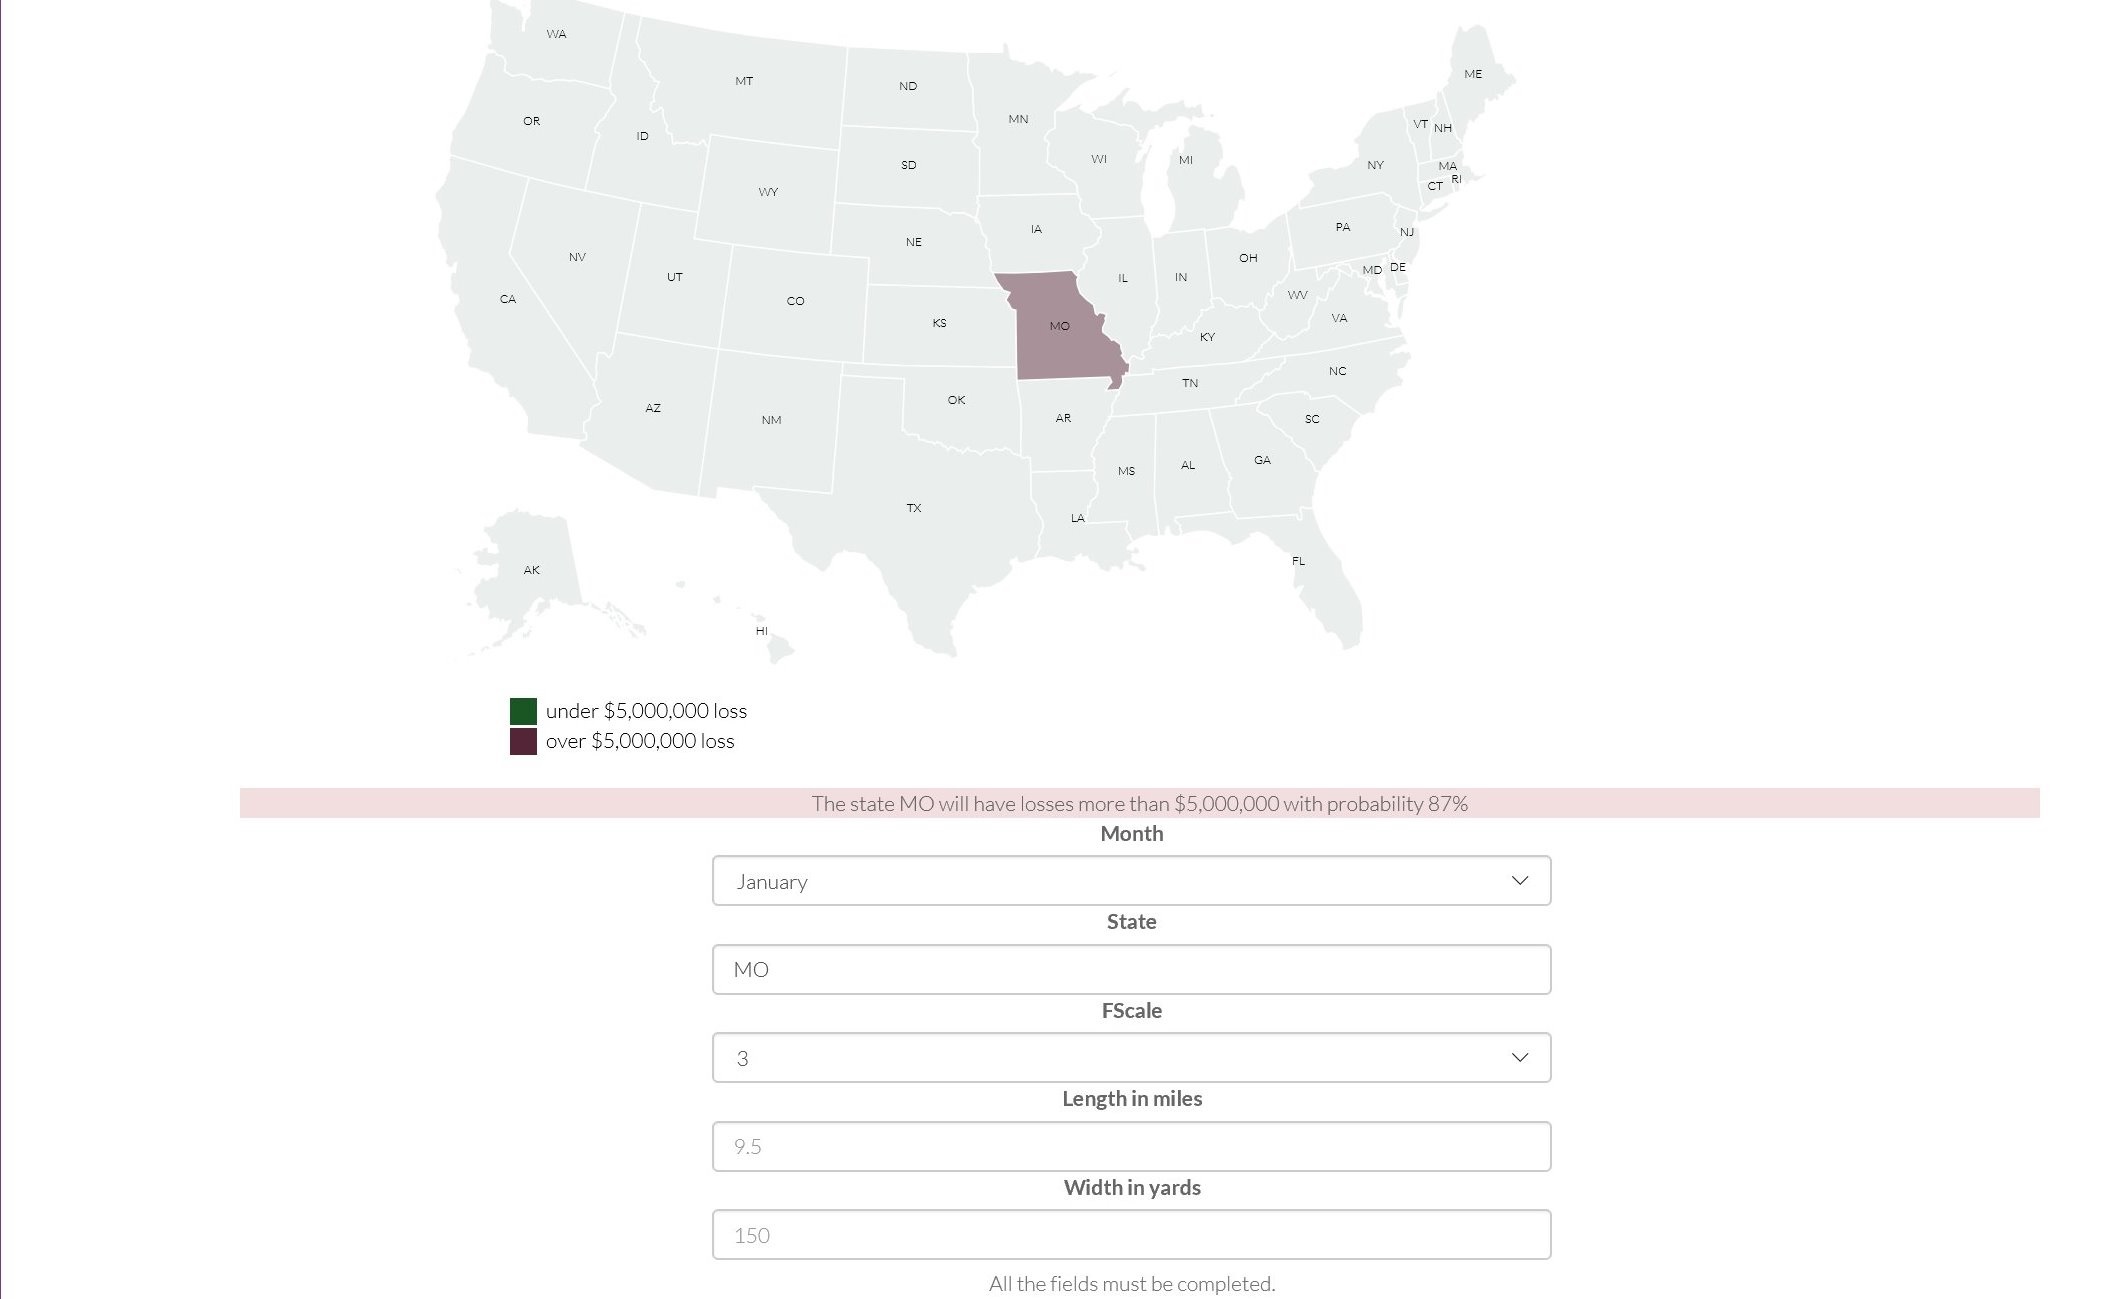 WA
MT
ND
ME
MN
OR
VT
NH
ID
WI
MI
SD
NY
MA
RI
CT
WY
PA
IA
NJ
NE
NV
OH
DE
MD
UT
IL
IN
WV
CA
CO
VA
KS
MO
KY
NC
TN
OK
AZ
AR
SC
NM
GA
AL
MS
TX
LA
FL
AK
HI
under $5,000,000 loss
over $5,000,000 loss
The state MO will have losses more than $5,000,000 with probability 87%
Month
January
State
MO
FScale
3
Length in miles
9.5
Width in yards
150
All the fields must be completed.